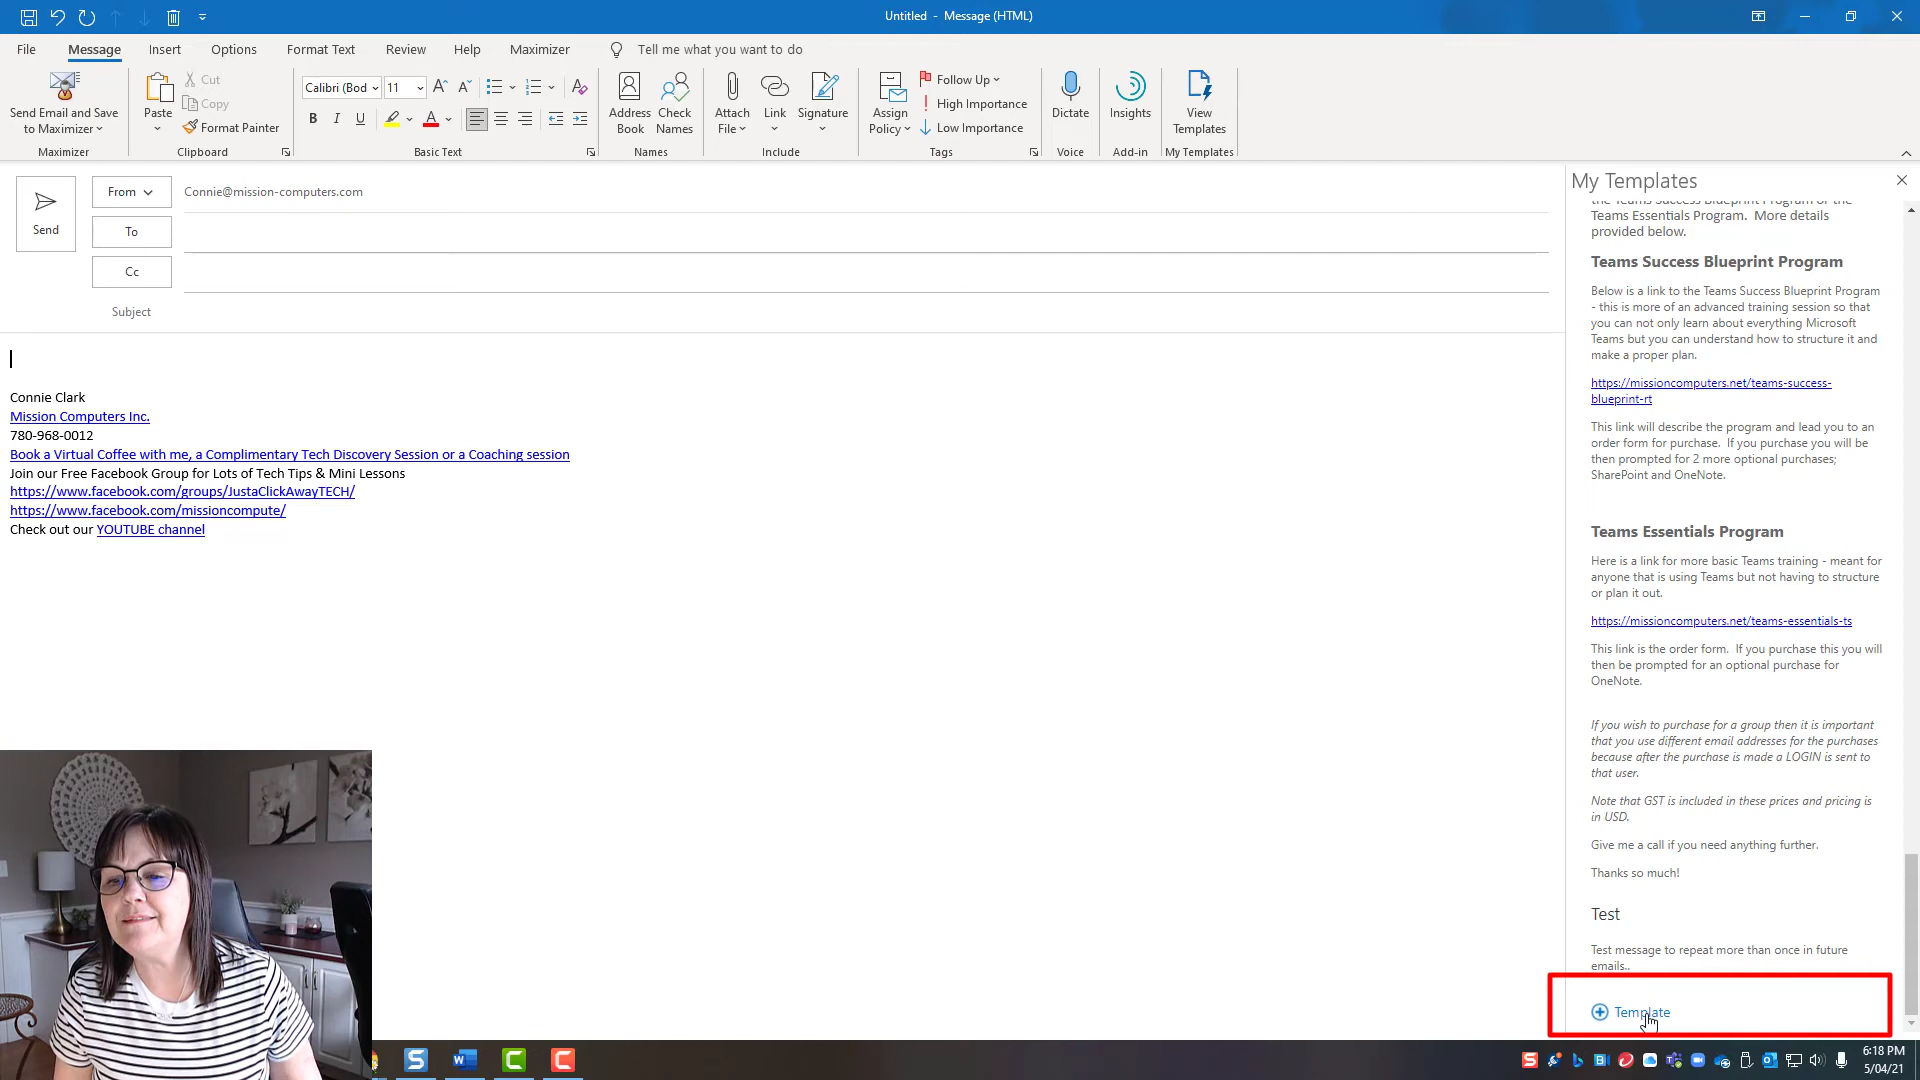 Untitled - Message (HTML)
File Message Insert Options Format Text Review Help Maximizer Tell me what you want to do
Send Email and Save to Maximizer
Maximizer
Paste
Cut
Copy
Format Painter
Clipboard
Calibri (Bod 11
B I U A
Basic Text
Address Book
Check Names
Names
Attach File
Link
Signature
Include
Assign Policy
Follow Up
High Importance
Low Importance
Tags
Dictate
Voice
Insights
Add-in
View Templates
My Templates
Send
From Connie@mission-computers.com
To
Cc
Subject
Connie Clark
Mission Computers Inc.
780-968-0012
Book a Virtual Coffee with me, a Complimentary Tech Discovery Session or a Coaching session
Join our Free Facebook Group for Lots of Tech Tips & Mini Lessons
https://www.facebook.com/groups/JustaClickAwayTECH/
https://www.facebook.com/missioncompute/
Check out our YOUTUBE channel
My Templates
the Teams Success Blueprint Program or the
Teams Essentials Program. More details
provided below.
Teams Success Blueprint Program
Below is a link to the Teams Success Blueprint Program
- this is more of an advanced training session so that
you can not only learn about everything Microsoft
Teams but you can understand how to structure it and
make a proper plan.
https://missioncomputers.net/teams-success-
blueprint-rt
This link will describe the program and lead you to an
order form for purchase. If you purchase you will be
then prompted for 2 more optional purchases;
SharePoint and OneNote.
Teams Essentials Program
Here is a link for more basic Teams training - meant for
anyone that is using Teams but not having to structure
or plan it out.
https://missioncomputers.net/teams-essentials-ts
This link is the order form. If you purchase this you will
then be prompted for an optional purchase for
OneNote.
If you wish to purchase for a group then it is important
that you use different email addresses for the purchases
because after the purchase is made a LOGIN is sent to
that user.
Note that GST is included in these prices and pricing is
in USD.
Give me a call if you need anything further.
Thanks so much!
Test
Test message to repeat more than once in future
emails..
Template
6:18 PM
5/04/21